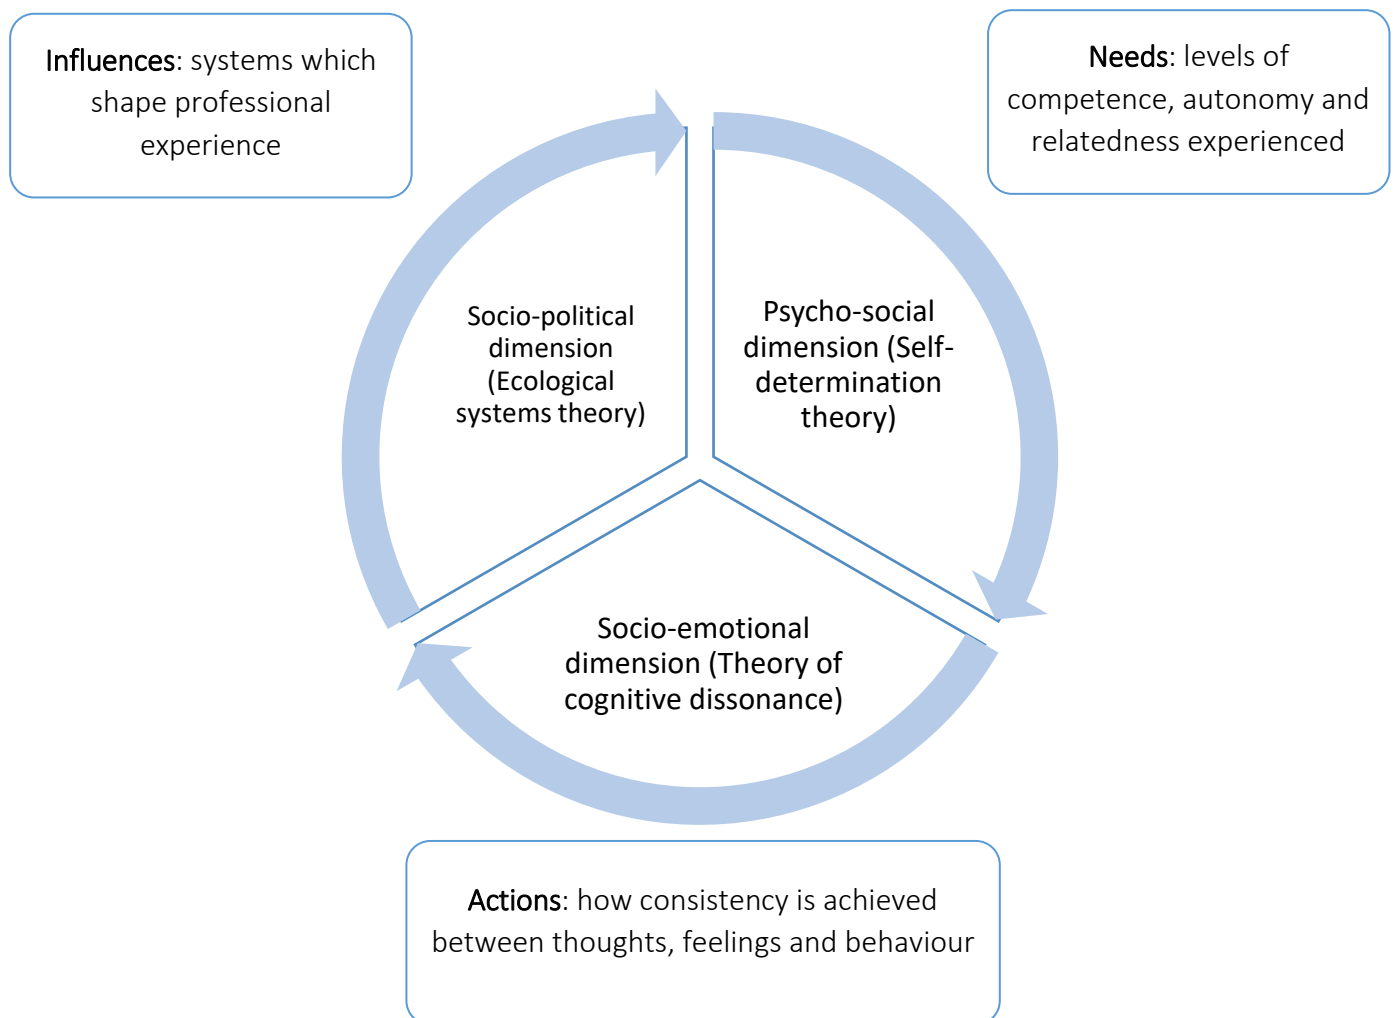 Influences: systems which
shape professional
experience
Needs: levels of
competence, autonomy and
relatedness experienced
Socio-political
dimension
(Ecological
systems theory)
Psycho-social
dimension (Self-
determination
theory)
Socio-emotional
dimension (Theory of
cognitive dissonance)
Actions: how consistency is achieved
between thoughts, feelings and behaviour